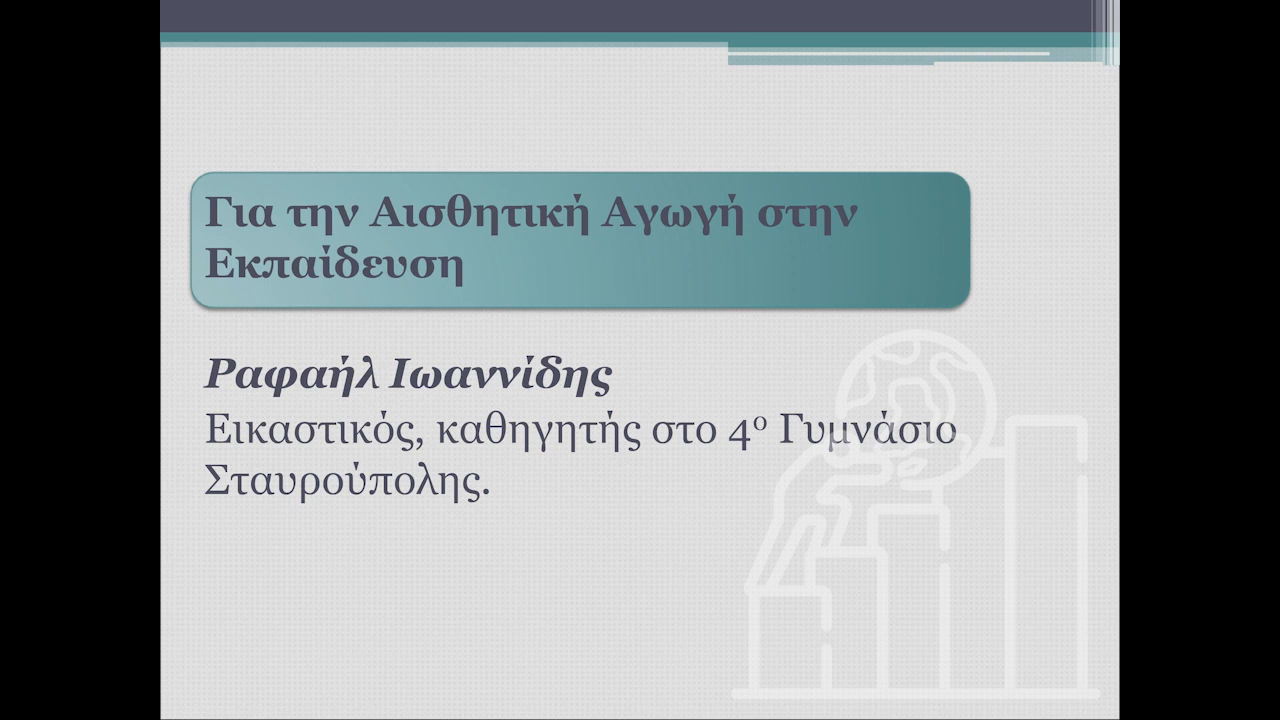 Για την Αισθητική Αγωγή στην
Εκπαίδευση
Ραφαήλ Ιωαννίδης
Εικαστικός, καθηγητής στο 4ο Γυμνάσιο
Σταυρούπολης.